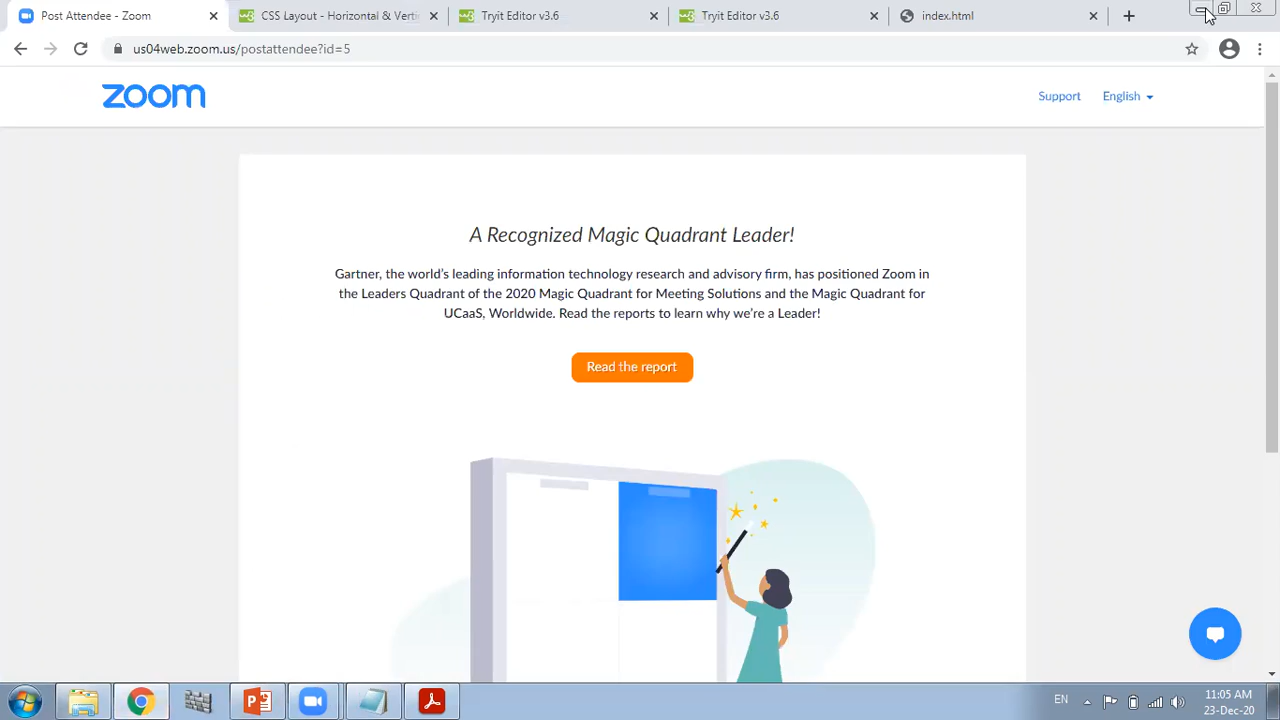 Post Attendee - Zoom
CSS Layout - Horizontal & Verti
Tryit Editor v3.6
Tryit Editor v3.6
index.html
us04web.zoom.us/postattendee?id=5
zoom
Support
English
A Recognized Magic Quadrant Leader!
Gartner, the world's leading information technology research and advisory firm, has positioned Zoom in
the Leaders Quadrant of the 2020 Magic Quadrant for Meeting Solutions and the Magic Quadrant for
UCaaS, Worldwide. Read the reports to learn why we're a Leader!
Read the report
EN
11:05 AM
23-Dec-20